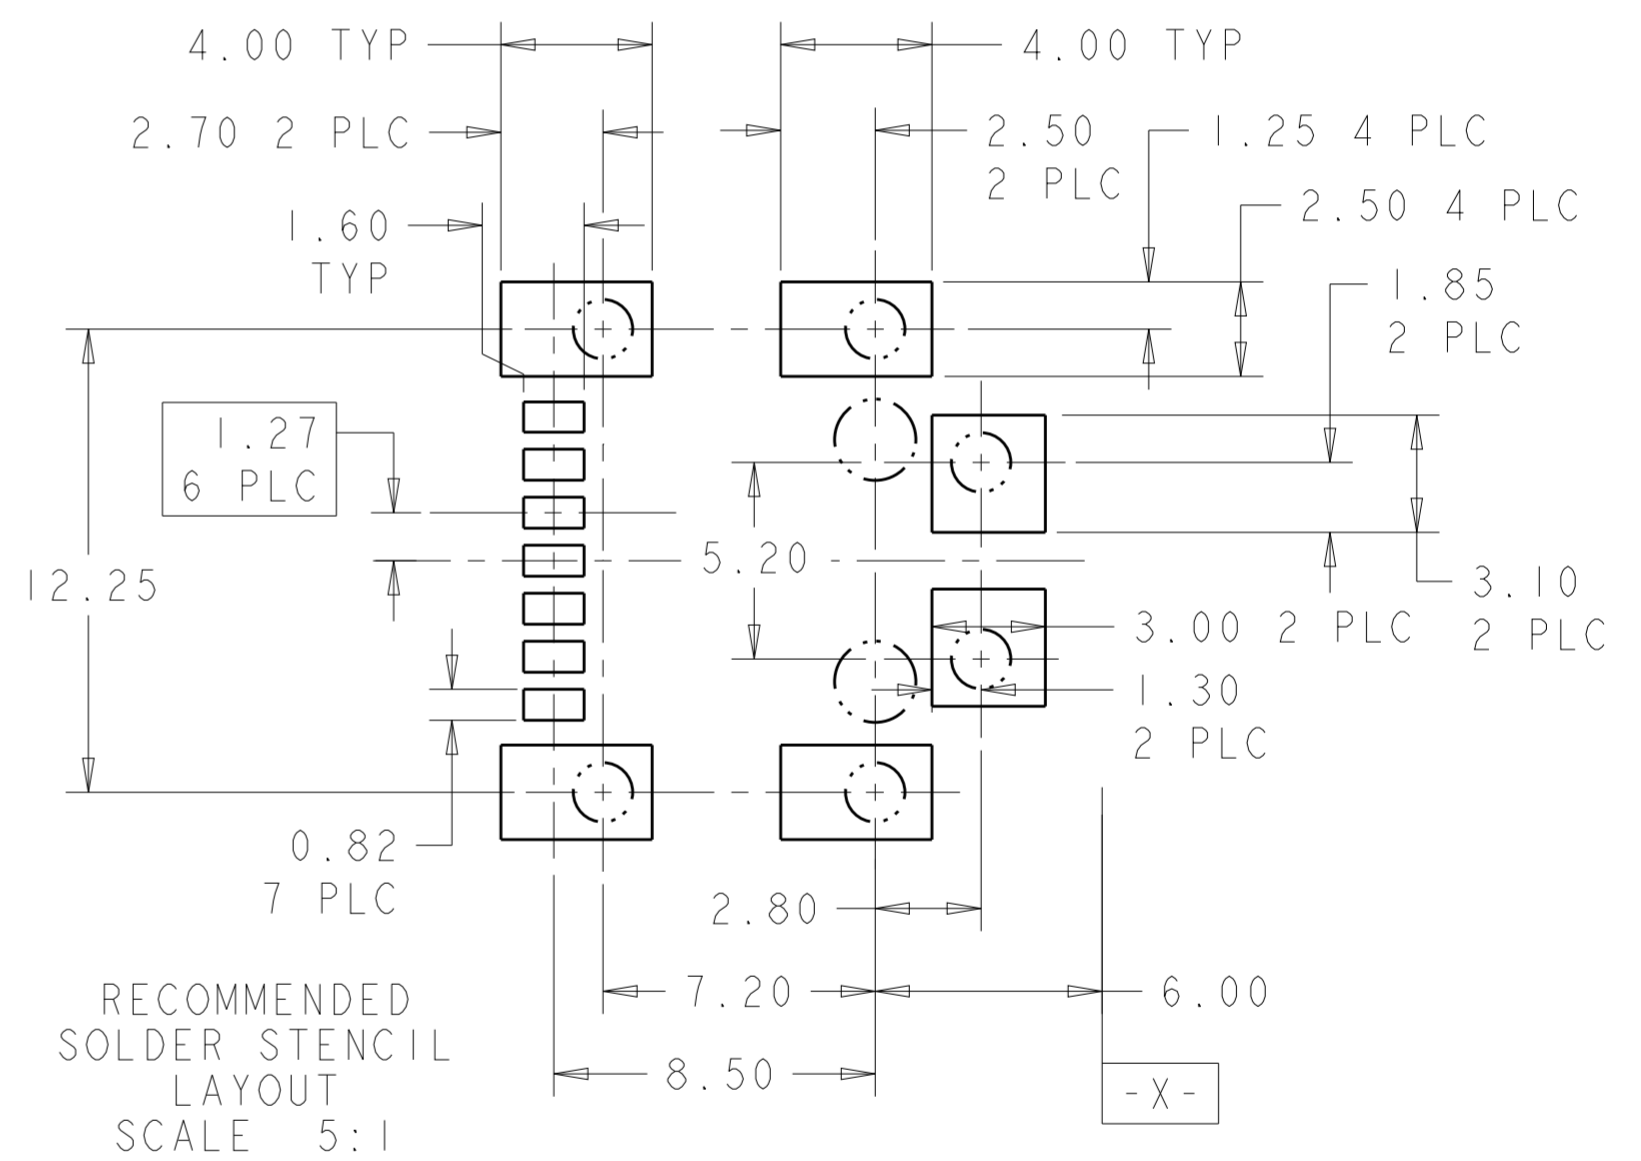 4.00 TYP
4.00 TYP
2.70 2 PLC
2.50
2 PLC
1.25 4 PLC
2.50 4 PLC
1.60
TYP
1.85
2 PLC
1.27
6 PLC
5.20
12.25
3.10
2 PLC
3.00 2 PLC
1.30
2 PLC
0.82
7 PLC
2.80
7.20
6.00
8.50
-X-
RECOMMENDED
SOLDER STENCIL
LAYOUT
SCALE 5:1